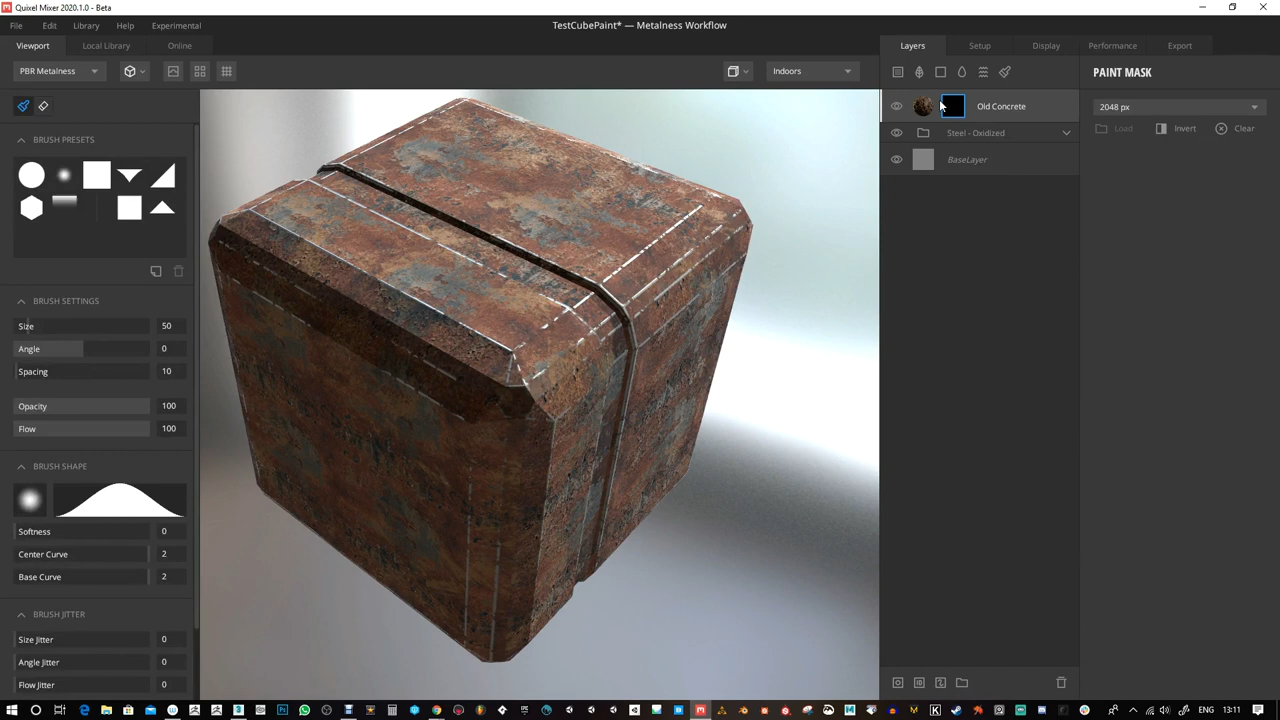 Quixel Mixer 2020.1.0 - Beta
File Edit Library Help Experimental
TestCubePaint* — Metalness Workflow
Viewport Local Library Online
Layers Setup Display Performance Export
PBR Metalness
Indoors
PAINT MASK
2048 px
Load Invert Clear
Old Concrete
Steel - Oxidized
BaseLayer
BRUSH PRESETS
BRUSH SETTINGS
Size 50
Angle 0
Spacing 10
Opacity 100
Flow 100
BRUSH SHAPE
Softness 0
Center Curve 2
Base Curve 2
BRUSH JITTER
Size Jitter 0
Angle Jitter 0
Flow Jitter 0
ENG 13:11